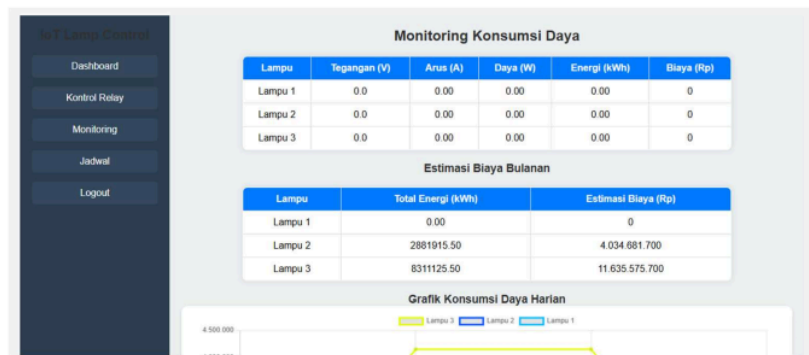 IoT Lamp Control
Dashboard
Kontrol Relay
Monitoring
Jadwal
Logout
Monitoring Konsumsi Daya
Lampu Tegangan (V) Arus (A) Daya (W) Energi (kWh) Biaya (Rp)
Lampu 1 0.0 0.00 0.00 0.00 0
Lampu 2 0.0 0.00 0.00 0.00 0
Lampu 3 0.0 0.00 0.00 0.00 0
Estimasi Biaya Bulanan
Lampu Total Energi (kWh) Estimasi Biaya (Rp)
Lampu 1 0.00 0
Lampu 2 2881915.50 4.034.681.700
Lampu 3 8311125.50 11.635.575.700
Grafik Konsumsi Daya Harian
Lampu 3 Lampu 2 Lampu 1
4.500.000